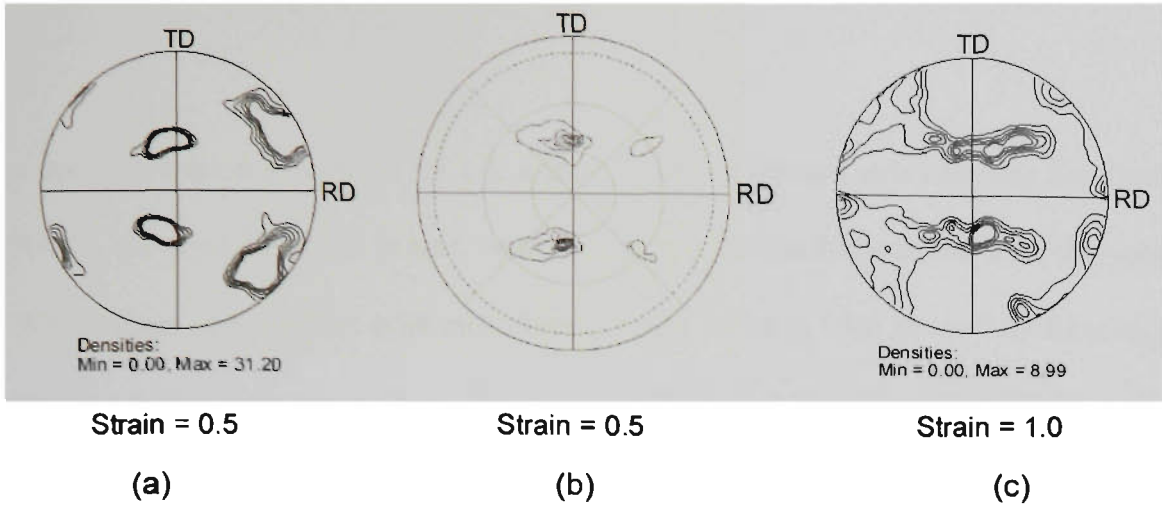 TD
TD
TD
RD
RD
RD
Densities:
Min = 0.00, Max = 31.20
Densities:
Min = 0.00, Max = 8.99
Strain = 0.5
Strain = 0.5
Strain = 1.0
(a)
(b)
(c)